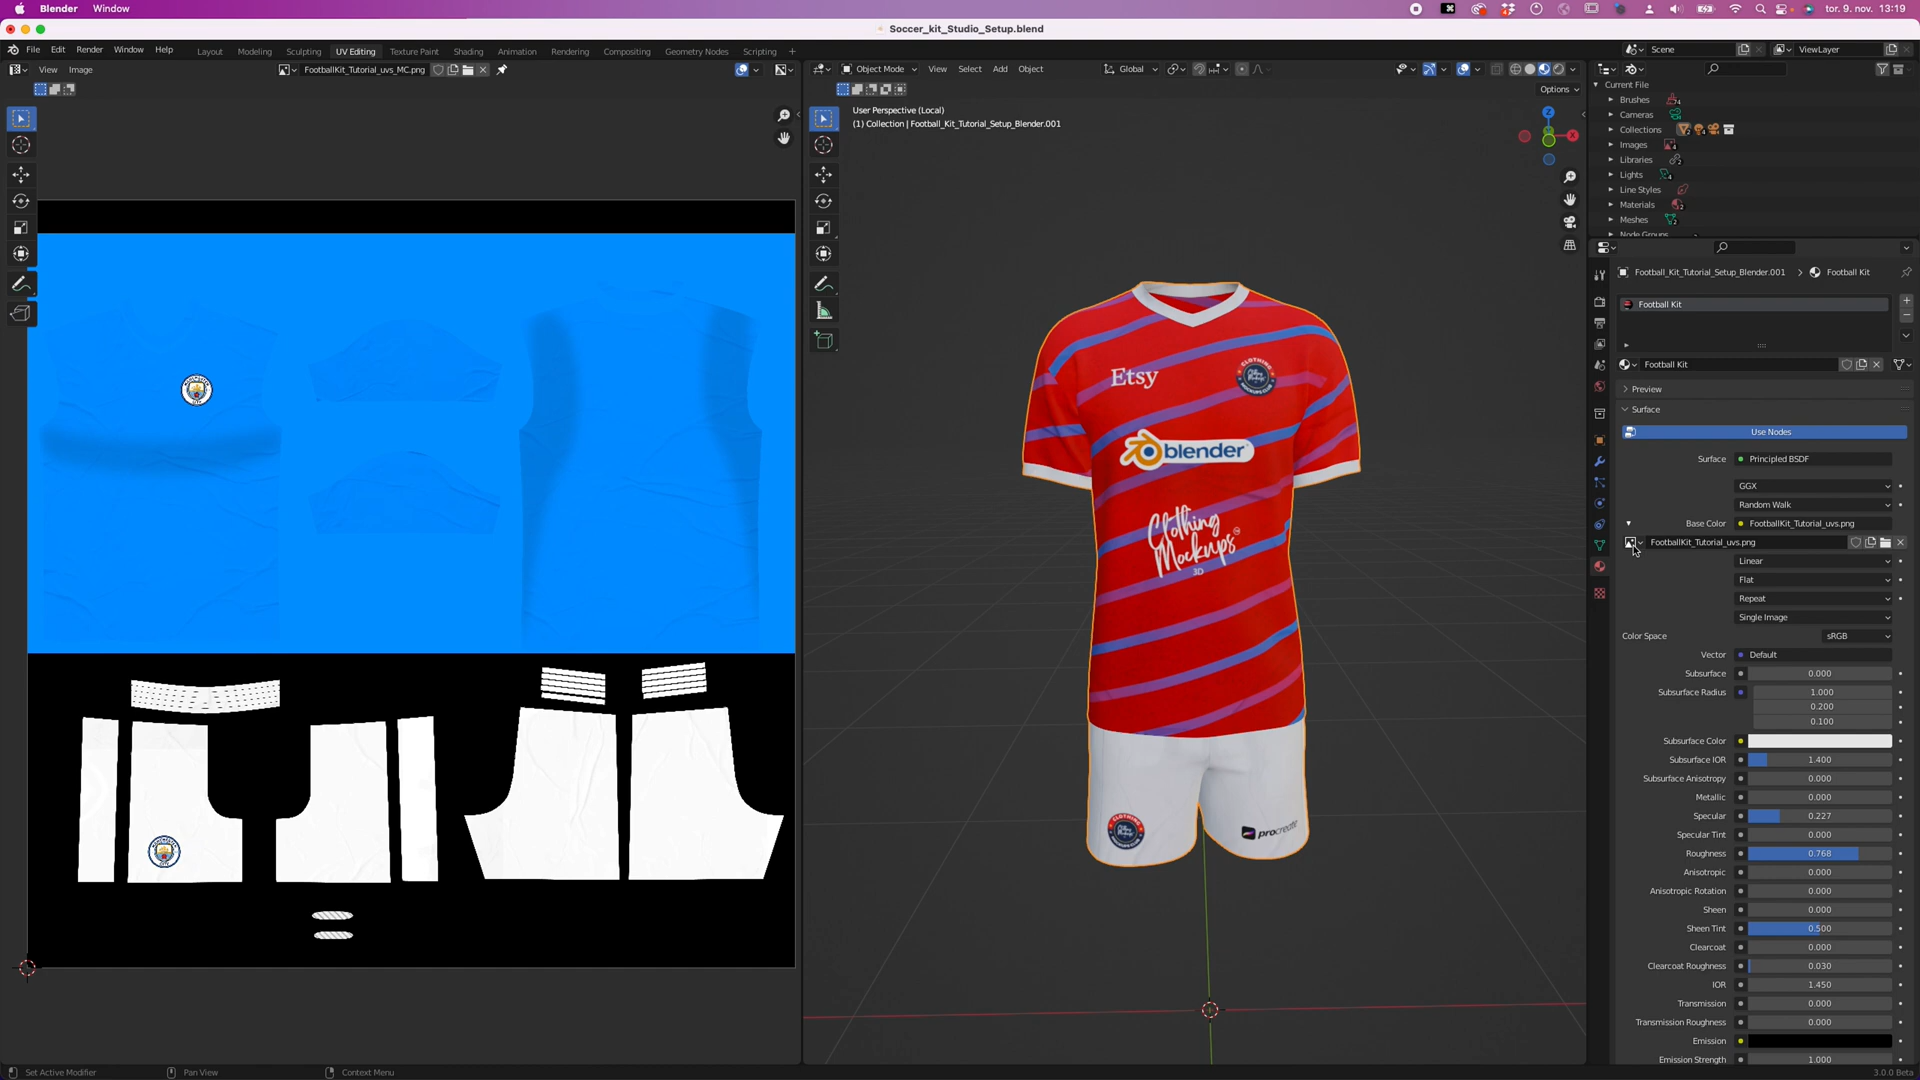 Blender Window
tor. 9. nov. 13:19
Soccer_kit_Studio_Setup.blend
File Edit Render Window Help
Layout Modeling Sculpting UV Editing Texture Paint Shading Animation Rendering Compositing Geometry Nodes Scripting +
Scene
ViewLayer
View Image
FootballKit_Tutorial_uvs_MC.png
Object Mode View Select Add Object
Global
Options
User Perspective (Local)
(1) Collection | Football_Kit_Tutorial_Setup_Blender.001
Z
X
Current File
Brushes
Cameras
Collections
Images
Libraries
Lights
Line Styles
Materials
Meshes
Node Groups
Football_Kit_Tutorial_Setup_Blender.001 > Football Kit
Football Kit
Football Kit
Preview
Surface
Use Nodes
Surface Principled BSDF
GGX
Random Walk
Base Color FootballKit_Tutorial_uvs.png
FootballKit_Tutorial_uvs.png
Linear
Flat
Repeat
Single Image
Color Space sRGB
Vector Default
Subsurface 0.000
Subsurface Radius 1.000
0.200
0.100
Subsurface Color
Subsurface IOR 1.400
Subsurface Anisotropy 0.000
Metallic 0.000
Specular 0.227
Specular Tint 0.000
Roughness 0.768
Anisotropic 0.000
Anisotropic Rotation 0.000
Sheen 0.000
Sheen Tint 0.500
Clearcoat 0.000
Clearcoat Roughness 0.030
IOR 1.450
Transmission 0.000
Transmission Roughness 0.000
Emission
Emission Strength 1.000
Etsy
CLOTHING
blender
Clothing
Mockups
3D
procreate
Set Active Modifier
Pan View
Context Menu
3.0.0 Beta